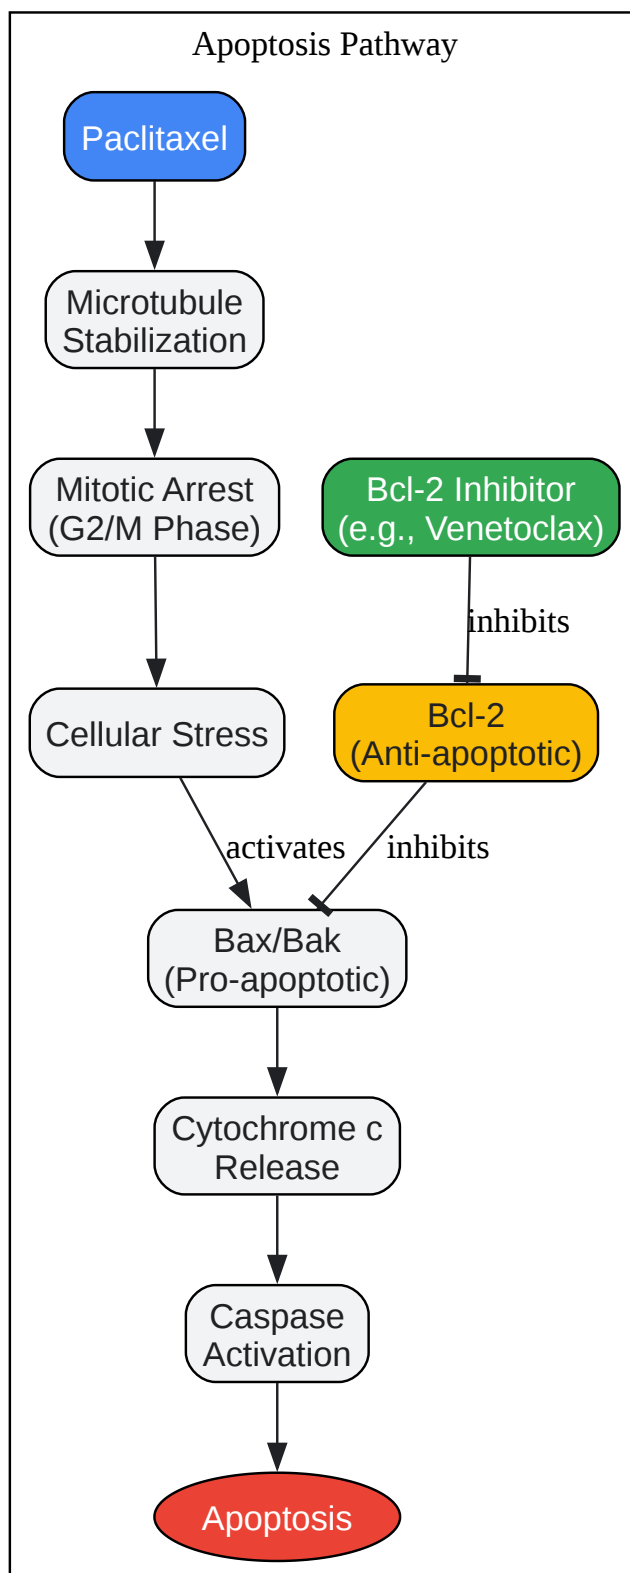 Apoptosis Pathway
Paclitaxel
Microtubule
Stabilization
Mitotic Arrest
(G2/M Phase)
Bcl-2 Inhibitor
(e.g., Venetoclax)
inhibits
Cellular Stress
Bcl-2
(Anti-apoptotic)
activates
inhibits
Bax/Bak
(Pro-apoptotic)
Cytochrome c
Release
Caspase
Activation
Apoptosis